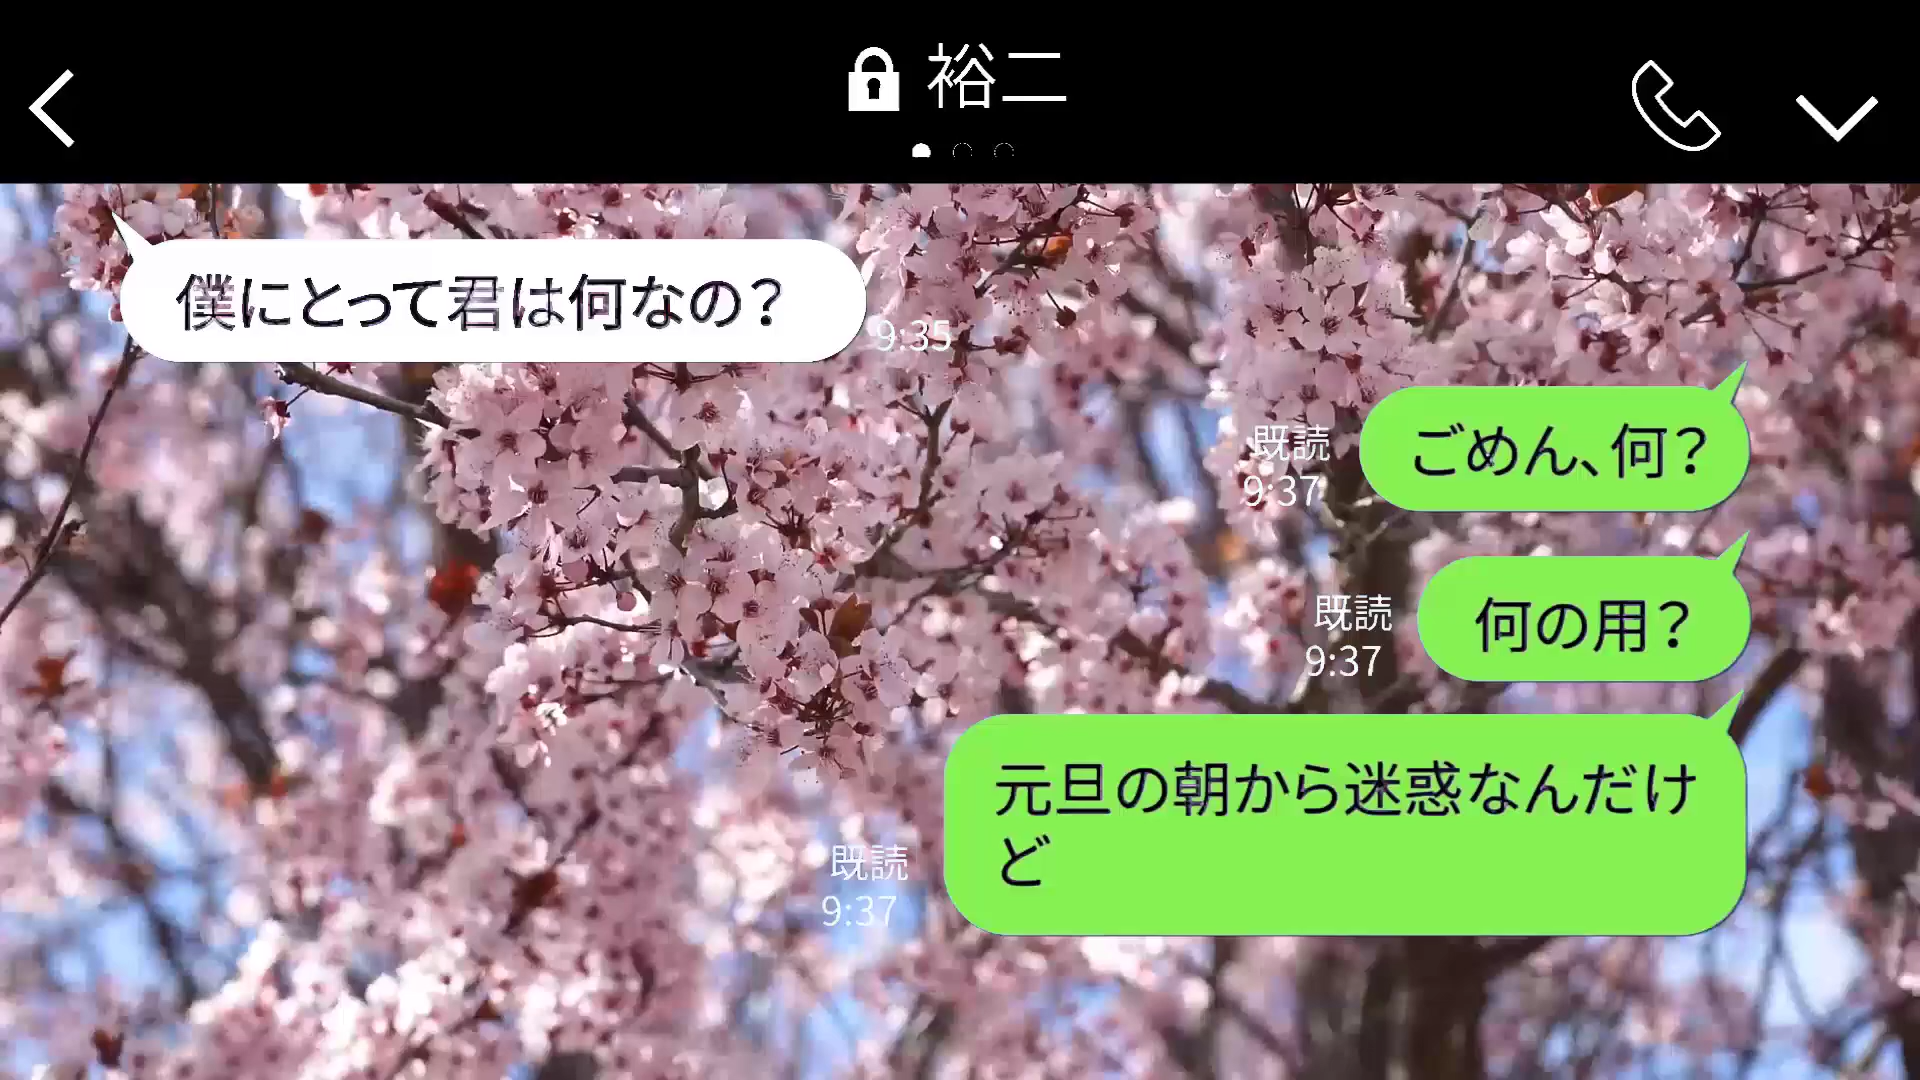 裕二
僕にとって君は何なの？
9:35
ごめん、何？
既読
9:37
何の用？
既読
9:37
元旦の朝から迷惑なんだけ
ど
既読
9:37